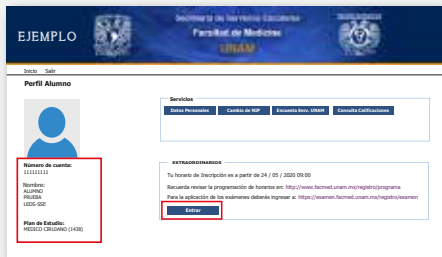 EJEMPLO
Secretaría de Servicios Escolares
Facultad de Medicina
UNAM
Inicio Salir
Perfil Alumno
Servicios
Datos Personales Cambio de NIP Encuesta Serv. UNAM Consulta Calificaciones
Número de cuenta:
111111111
Nombre:
ALUMNO
PRUEBA
UDS-SSE
Plan de Estudio:
MEDICO CIRUJANO (1438)
EXTRAORDINARIOS
Tu horario de Inscripción es a partir de 24 / 05 / 2020 09:00
Recuerda revisar la programación de horarios en: http://www.facmed.unam.mx/registro/programa
Para la aplicación de los exámenes deberás ingresar a: https://examen.facmed.unam.mx/registro/examen
Entrar